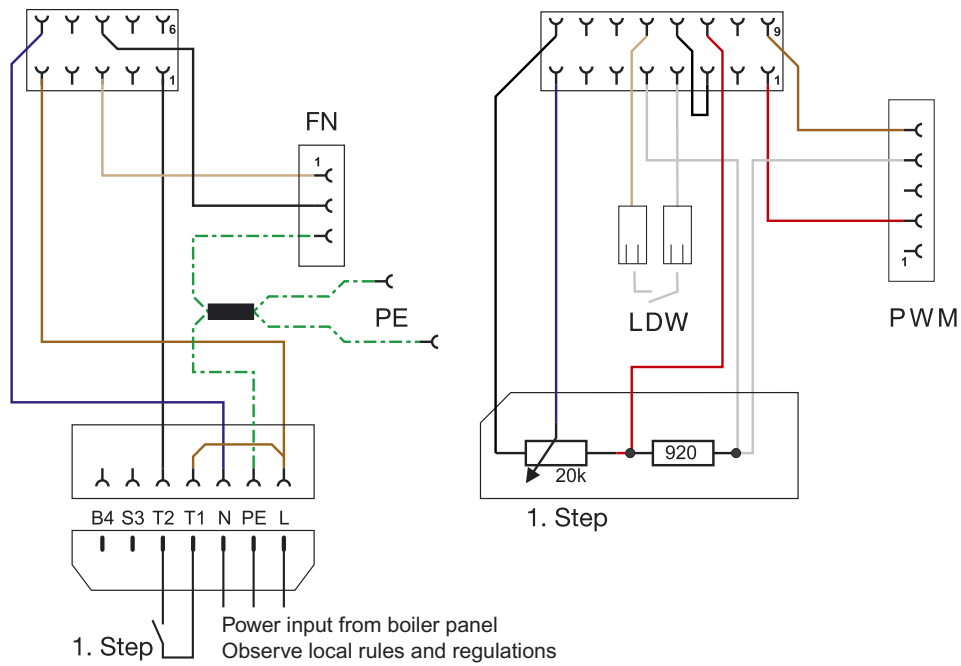 6
9
1
1
FN
1
1
PE
LDW
PWM
920
20k
1. Step
B4 S3 T2 T1 N PE L
Power input from boiler panel
1. Step
Observe local rules and regulations